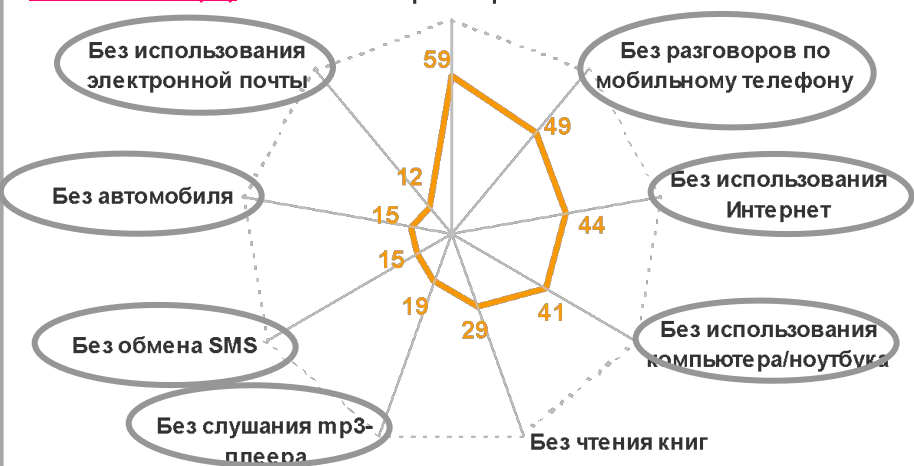 59
Без использования
электронной почты
Без разговоров по
мобильному телефону
49
12
Без использования
Интернет
Без автомобиля
15
44
15
19
29
41
Без использования
компьютера/ноутбука
Без обмена SMS
Без слушания mp3-
плеера
Без чтения книг